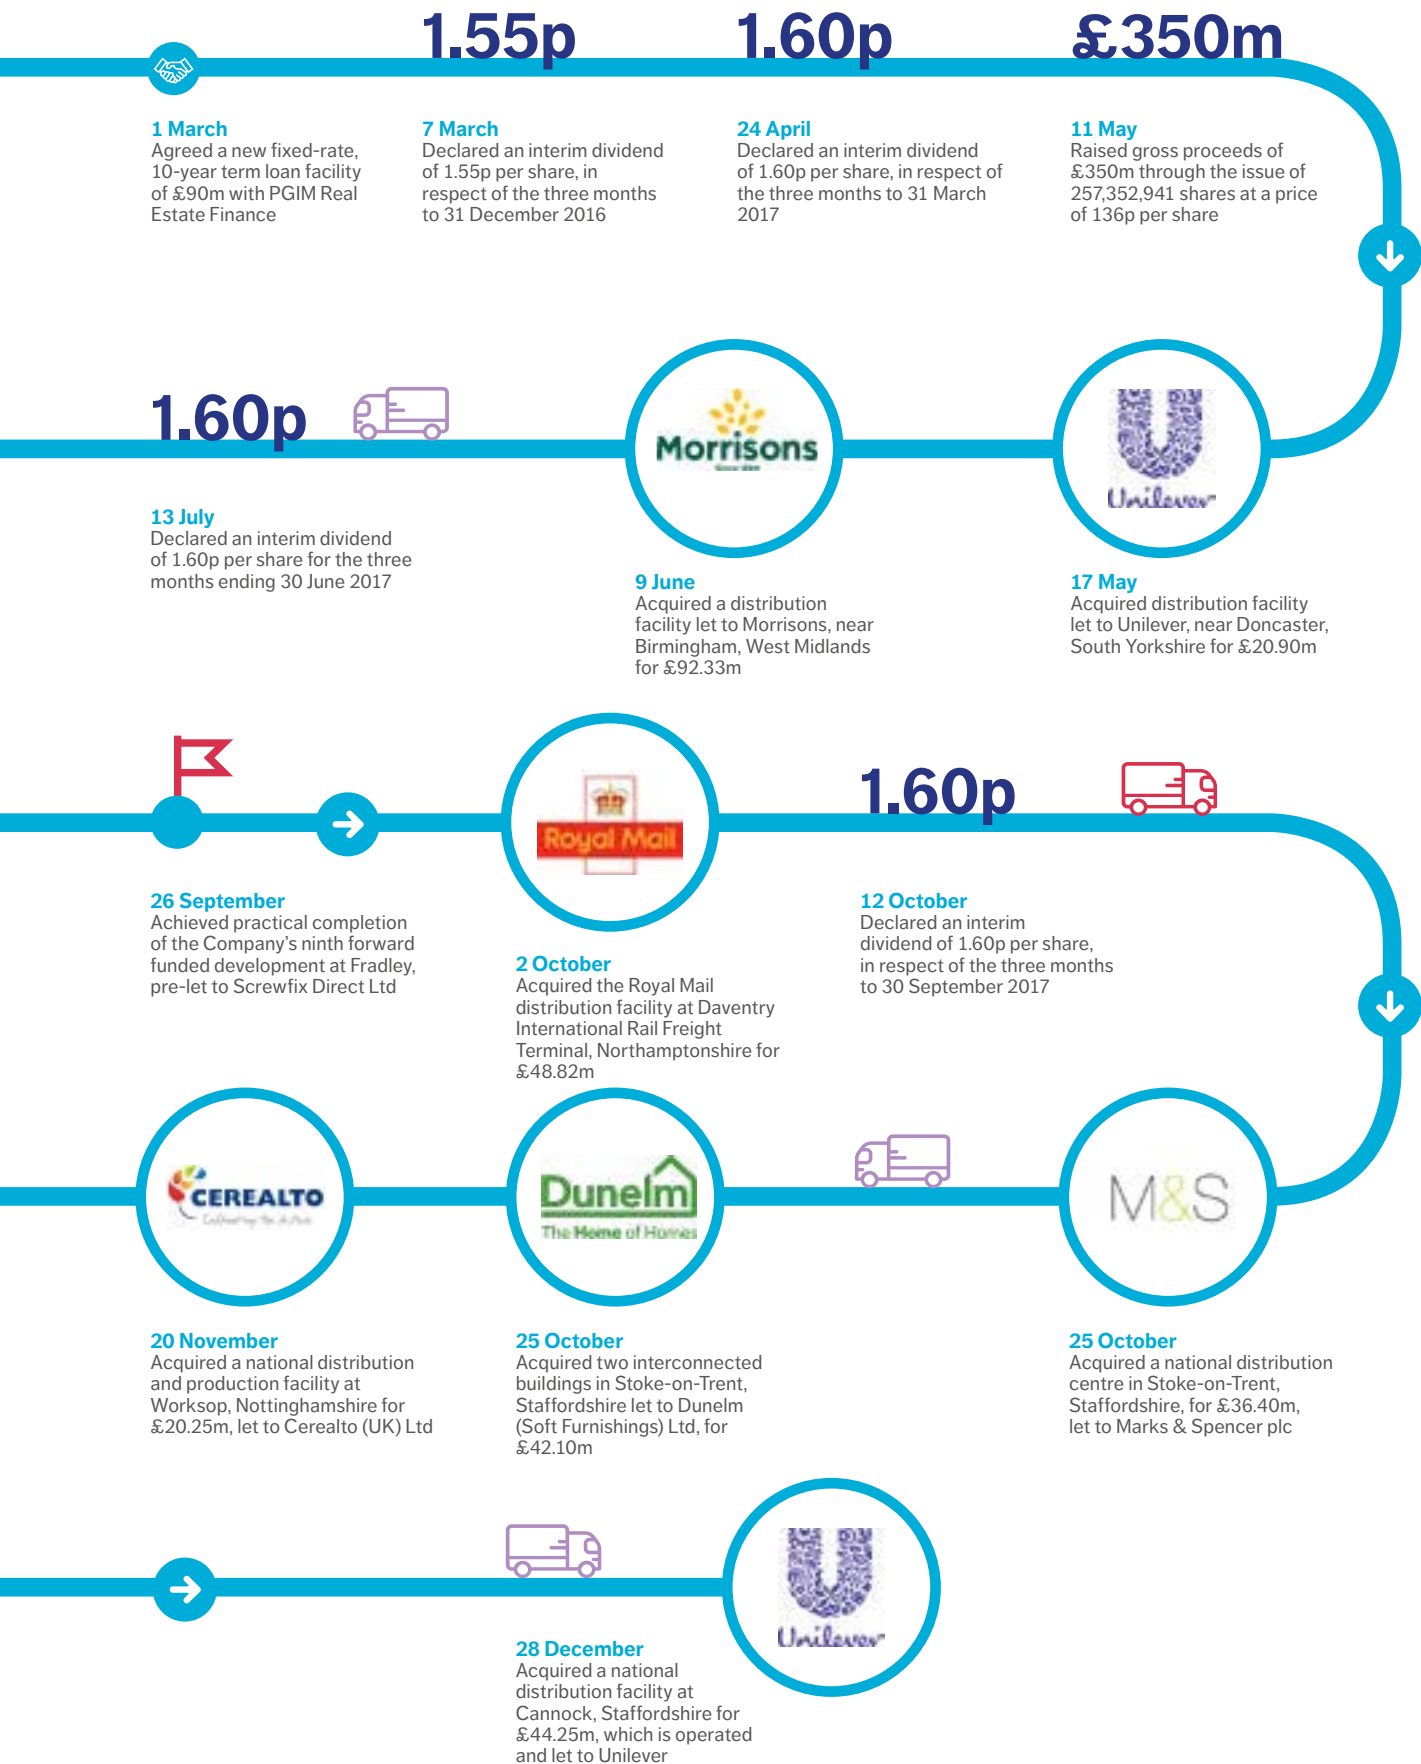 1.55p
1.60p
£350m
1 March
Agreed a new fixed-rate,
10-year term loan facility
of £90m with PGIM Real
Estate Finance
7 March
Declared an interim dividend
of 1.55p per share, in
respect of the three months
to 31 December 2016
24 April
Declared an interim dividend
of 1.60p per share, in respect of
the three months to 31 March
2017
11 May
Raised gross proceeds of
£350m through the issue of
257,352,941 shares at a price
of 136p per share
Unilever
17 May
Acquired distribution facility
let to Unilever, near Doncaster,
South Yorkshire for £20.90m
Morrisons
9 June
Acquired a distribution
facility let to Morrisons, near
Birmingham, West Midlands
for £92.33m
1.60p
13 July
Declared an interim dividend
of 1.60p per share for the three
months ending 30 June 2017
26 September
Achieved practical completion
of the Company's ninth forward
funded development at Fradley,
pre-let to Screwfix Direct Ltd
Royal Mail
2 October
Acquired the Royal Mail
distribution facility at Daventry
International Rail Freight
Terminal, Northamptonshire for
£48.82m
1.60p
12 October
Declared an interim
dividend of 1.60p per share,
in respect of the three months
to 30 September 2017
M&S
25 October
Acquired a national distribution
centre in Stoke-on-Trent,
Staffordshire, for £36.40m,
let to Marks & Spencer plc
Dunelm
The Home of Homes
25 October
Acquired two interconnected
buildings in Stoke-on-Trent,
Staffordshire let to Dunelm
(Soft Furnishings) Ltd, for
£42.10m
CEREALTO
20 November
Acquired a national distribution
and production facility at
Worksop, Nottinghamshire for
£20.25m, let to Cerealto (UK) Ltd
Unilever
28 December
Acquired a national
distribution facility at
Cannock, Staffordshire for
£44.25m, which is operated
and let to Unilever